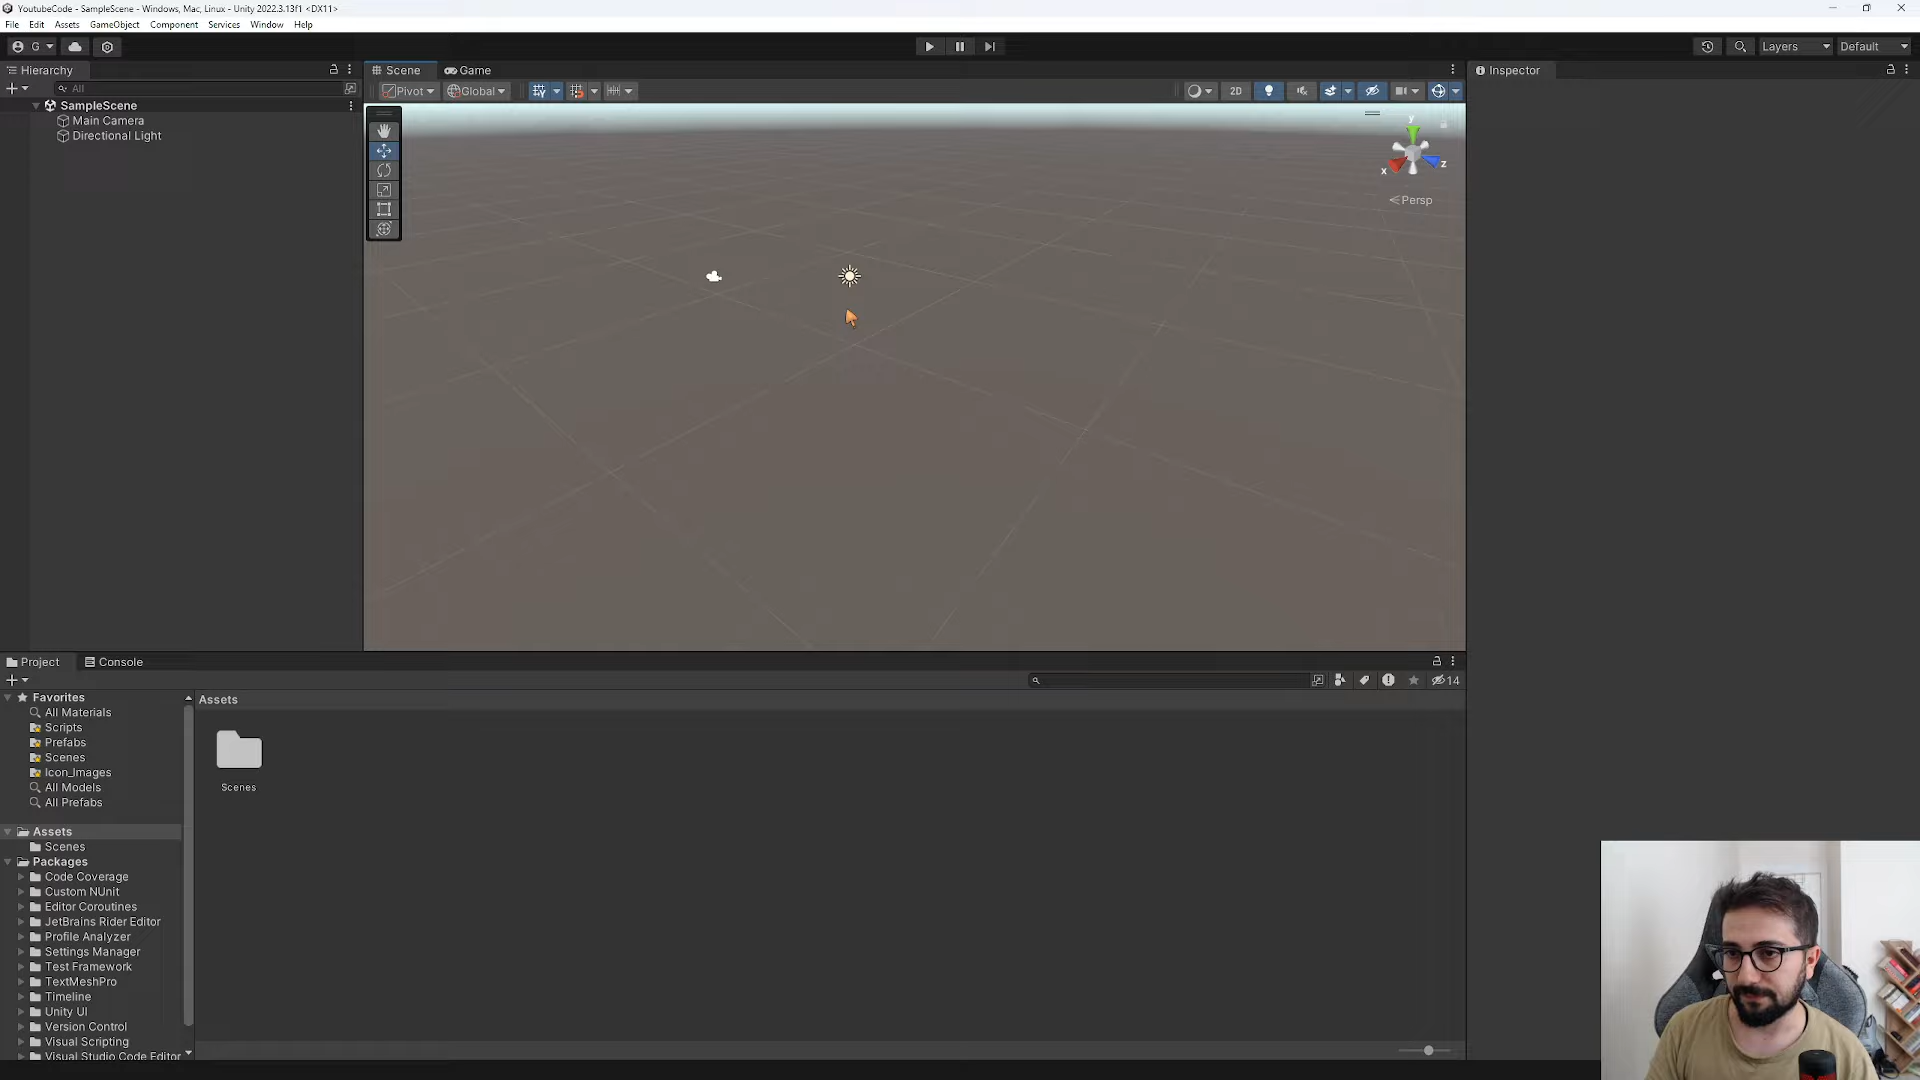 YoutubeCode - SampleScene - Windows, Mac, Linux - Unity 2022.3.13f1 <DX11>
File Edit Assets GameObject Component Services Window Help
G
Layers
Default
Hierarchy
All
SampleScene
Main Camera
Directional Light
Scene
Game
Pivot
Global
2D
y
x
z
Persp
Inspector
Project
Console
14
Favorites
All Materials
Scripts
Prefabs
Scenes
Icon_Images
All Models
All Prefabs
Assets
Scenes
Packages
Code Coverage
Custom NUnit
Editor Coroutines
JetBrains Rider Editor
Profile Analyzer
Settings Manager
Test Framework
TextMeshPro
Timeline
Unity UI
Version Control
Visual Scripting
Visual Studio Code Editor
Assets
Scenes